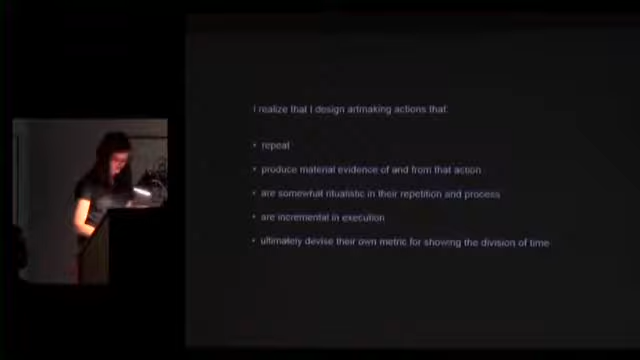 I realize that I design artmaking actions that:
• repeat
• produce material evidence of and from that action
• are somewhat ritualistic in their repetition and process
• are incremental in execution
• ultimately devise their own metric for showing the division of time